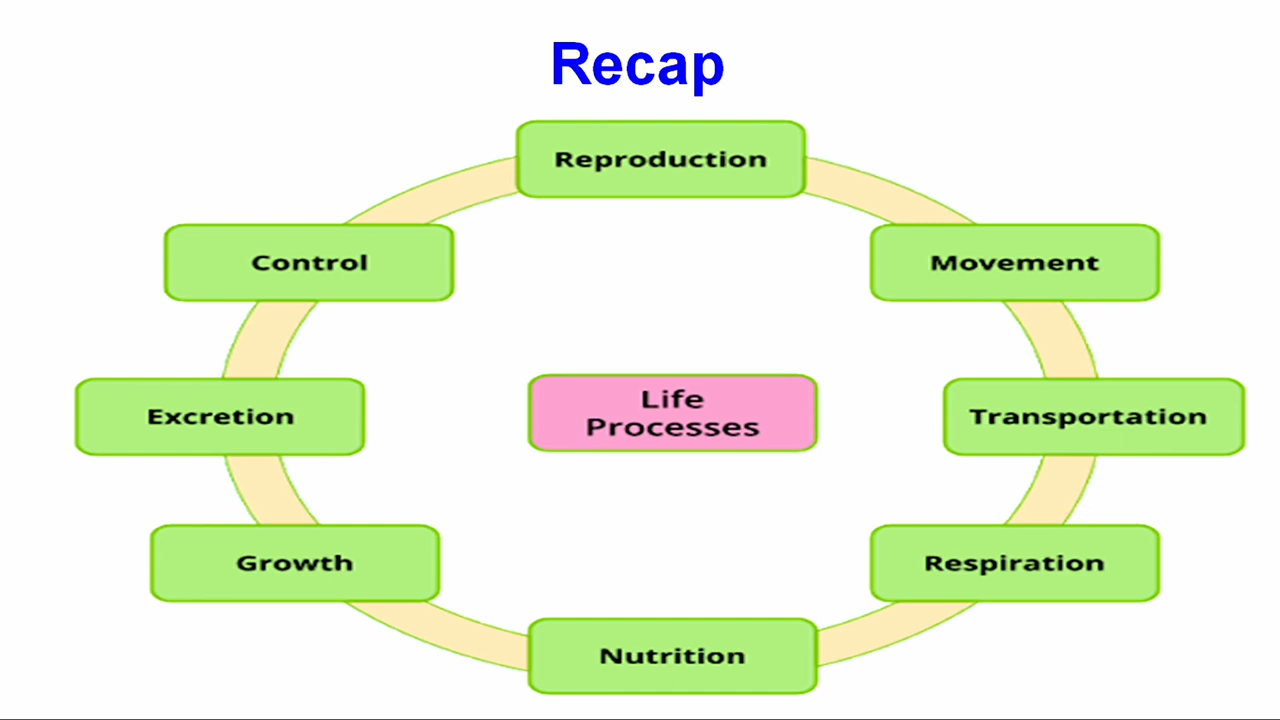 Recap
Reproduction
Control
Movement
Excretion
Life
Processes
Transportation
Growth
Respiration
Nutrition